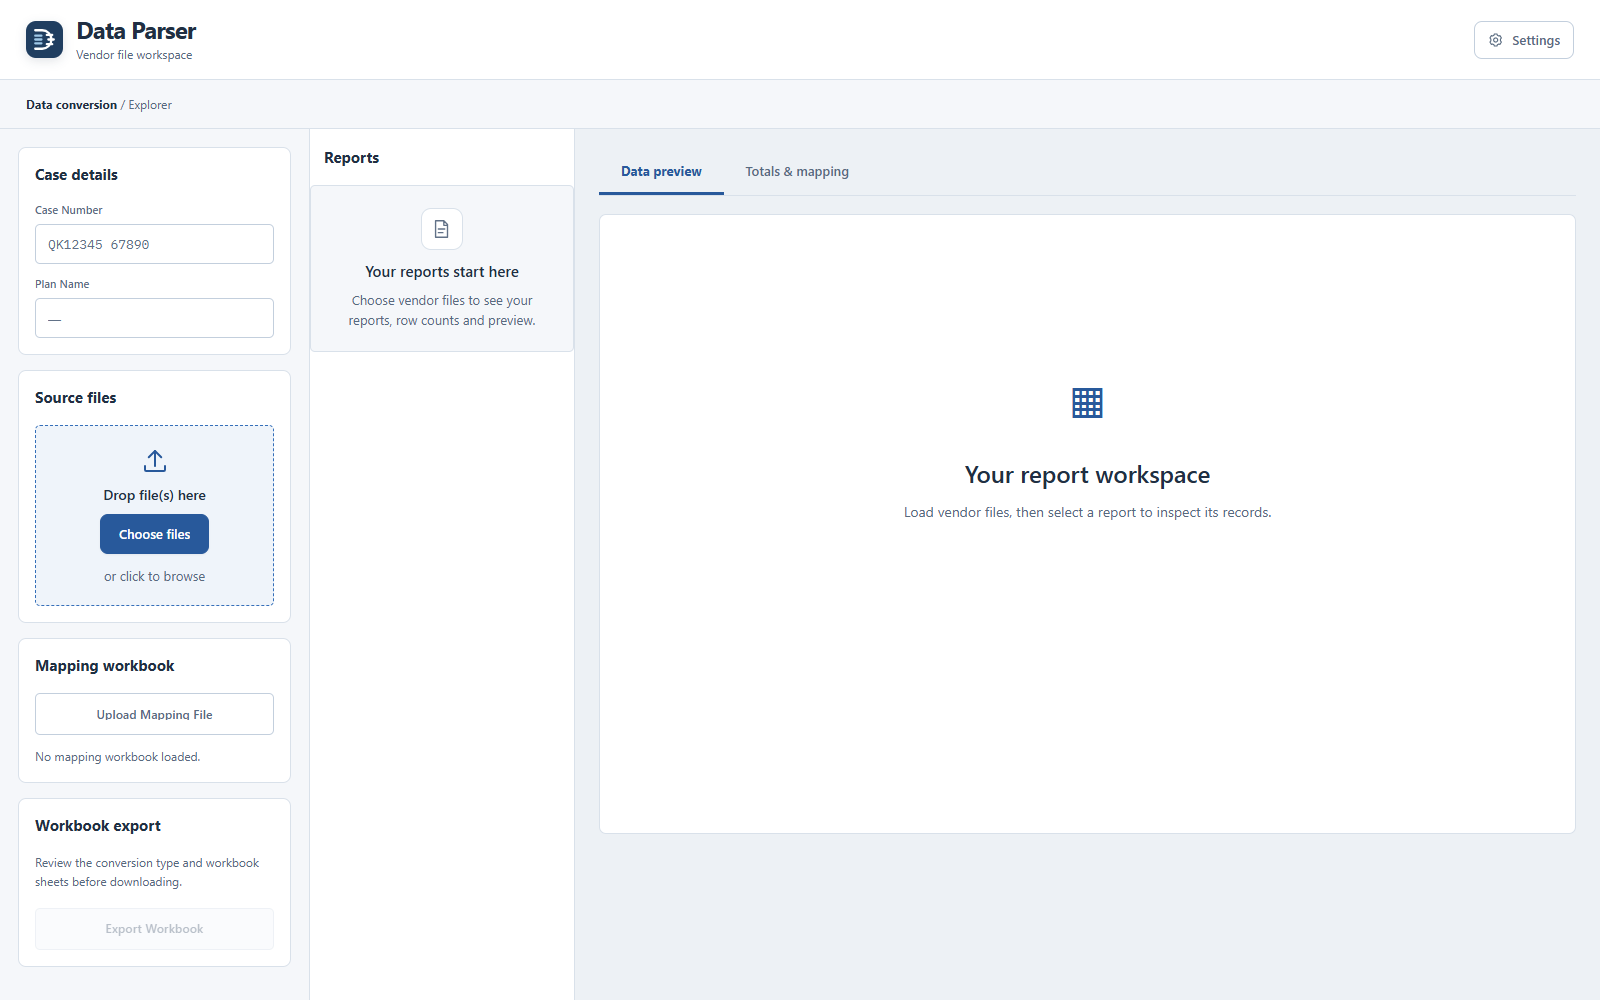 Data Parser
Vendor file workspace
Settings
Data conversion / Explorer
Case details
Case Number
QK12345 67890
Plan Name
—
Source files
Drop file(s) here
Choose files
or click to browse
Mapping workbook
Upload Mapping File
No mapping workbook loaded.
Workbook export
Review the conversion type and workbook
sheets before downloading.
Export Workbook
Reports
Your reports start here
Choose vendor files to see your
reports, row counts and preview.
Data preview
Totals & mapping
Your report workspace
Load vendor files, then select a report to inspect its records.